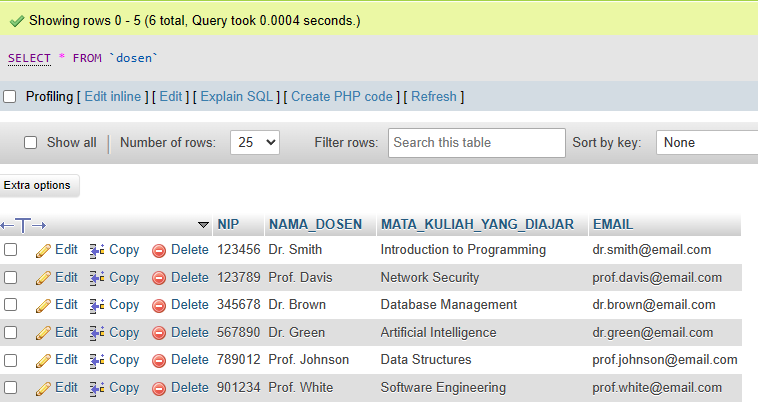 Showing rows 0 - 5 (6 total, Query took 0.0004 seconds.)
SELECT * FROM `dosen`
Profiling [ Edit inline ] [ Edit ] [ Explain SQL ] [ Create PHP code ] [ Refresh ]
Show all Number of rows: 25 Filter rows: Search this table Sort by key: None
Extra options
NIP NAMA_DOSEN MATA_KULIAH_YANG_DIAJAR EMAIL
Edit Copy Delete 123456 Dr. Smith Introduction to Programming dr.smith@email.com
Edit Copy Delete 123789 Prof. Davis Network Security prof.davis@email.com
Edit Copy Delete 345678 Dr. Brown Database Management dr.brown@email.com
Edit Copy Delete 567890 Dr. Green Artificial Intelligence dr.green@email.com
Edit Copy Delete 789012 Prof. Johnson Data Structures prof.johnson@email.com
Edit Copy Delete 901234 Prof. White Software Engineering prof.white@email.com